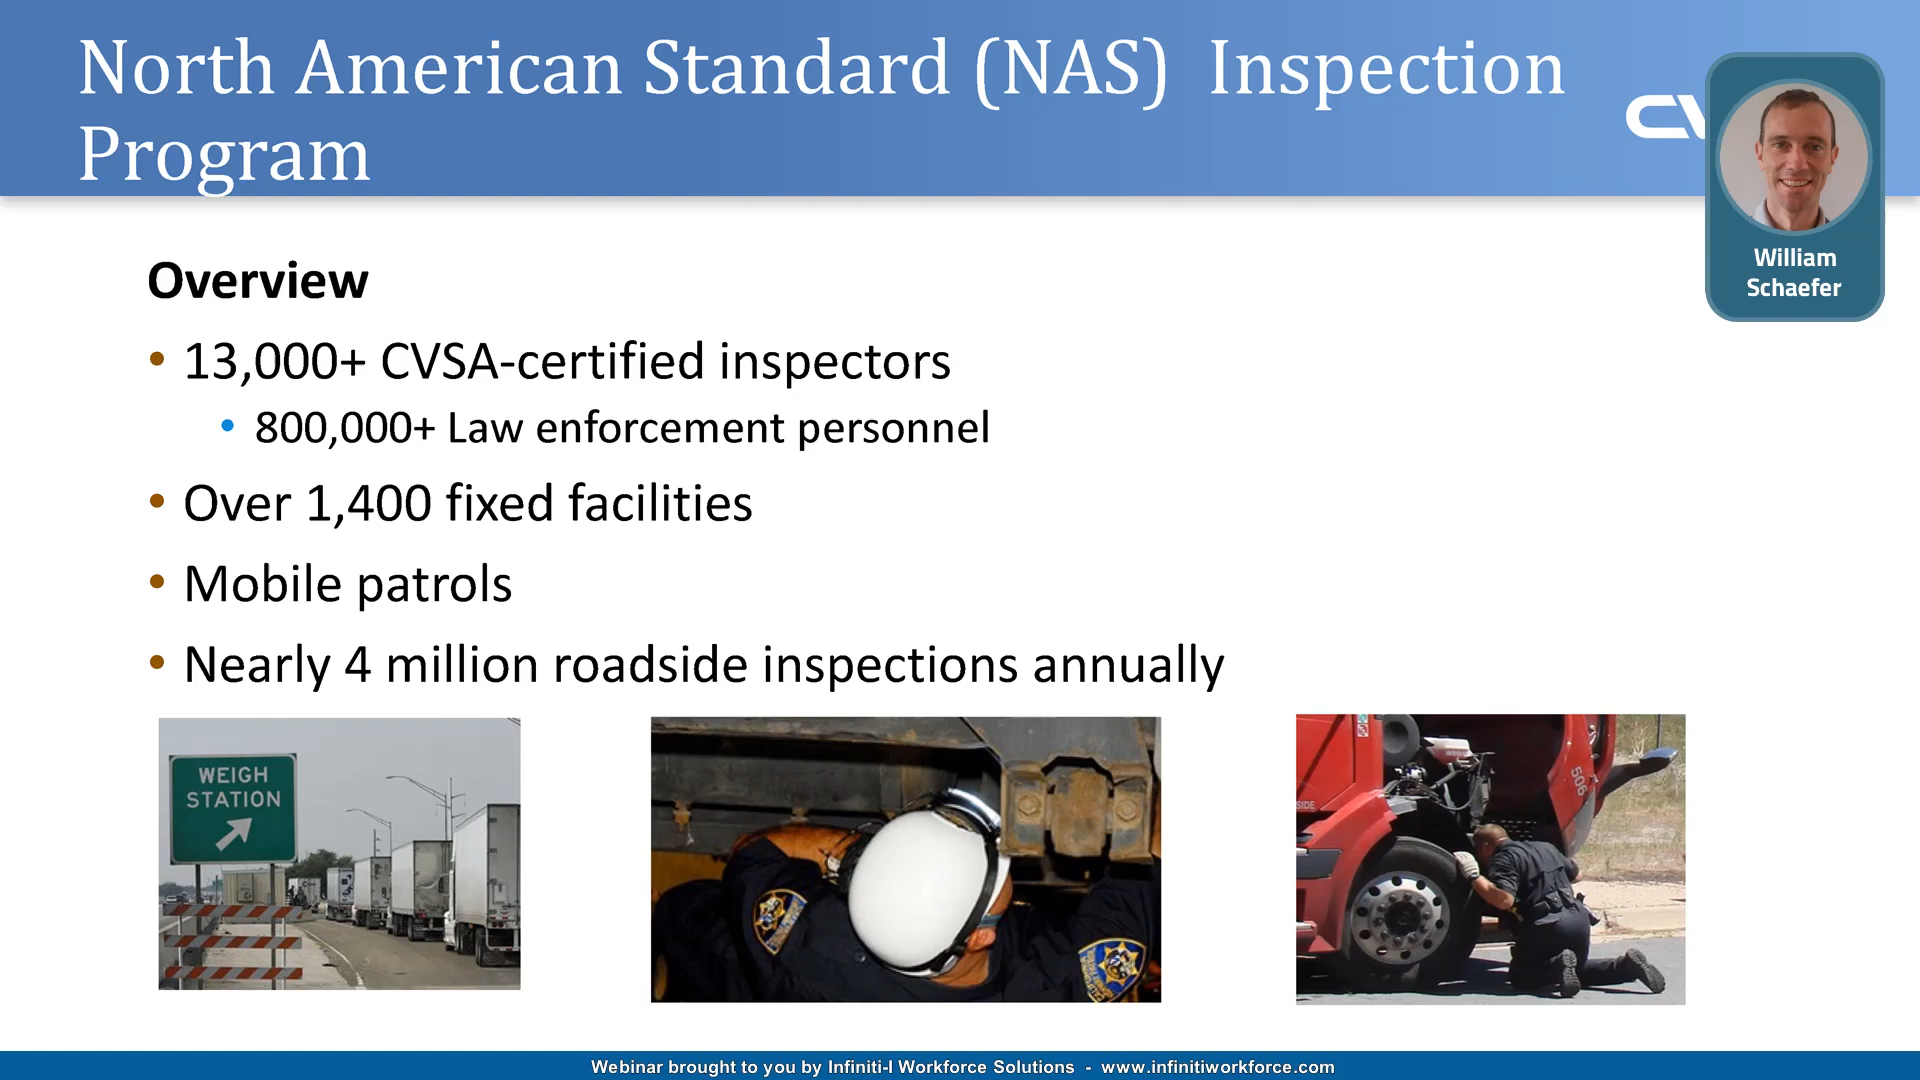 North American Standard (NAS)  Inspection
Program
CV
William
Schaefer
Overview
• 13,000+ CVSA-certified inspectors
• 800,000+ Law enforcement personnel
• Over 1,400 fixed facilities
• Mobile patrols
• Nearly 4 million roadside inspections annually
WEIGH
STATION
506
SIDE
Webinar brought to you by Infiniti-I Workforce Solutions  -  www.infinitiworkforce.com